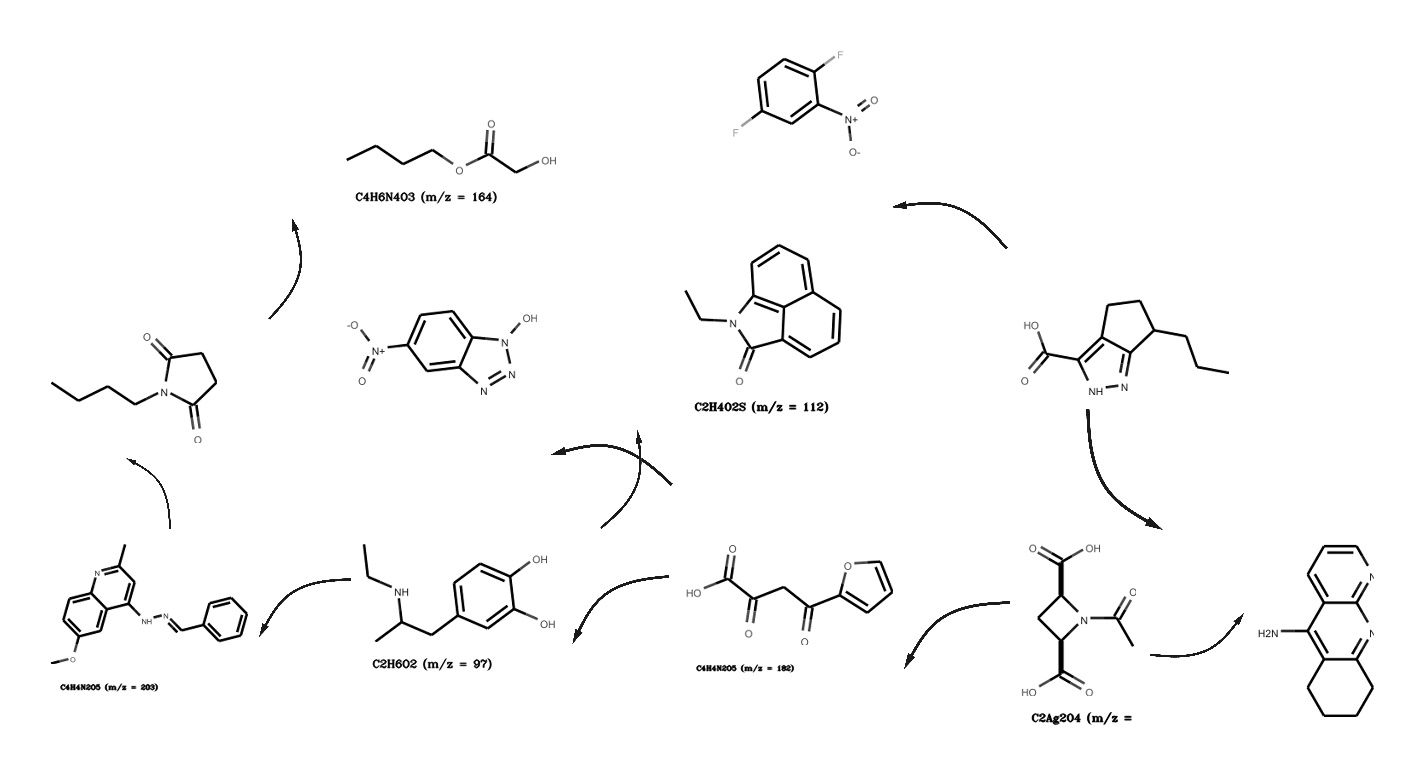 F
F
N+
O
O-
O
O
OH
C4H6N4O3 (m/z = 164)
-O
N+
O
OH
N
N
N
N
O
C2H4O2S (m/z = 112)
HO
O
NH
N
O
N
O
N
NH
N
O
C4H4N2O5 (m/z = 203)
NH
OH
OH
C2H6O2 (m/z = 97)
O
HO
O
O
O
C4H4N2O5 (m/z = 182)
O
OH
N
O
HO
O
C2Ag2O4 (m/z =
N
N
H2N